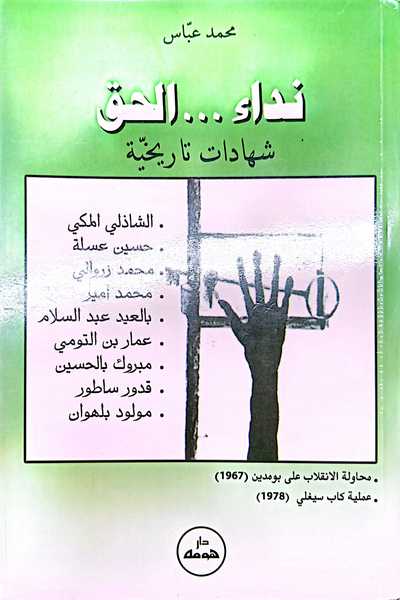 محمد عبّاس
نداء ... الحق
شهادات تاريخيّة
. الشاذلي المكي
. حسين عسلة
. محمد زروالي
. محمد أمير
. بالعيد عبد السلام
. عمار بن التومي
. مبروك بالحسين
. قدور ساطور
. مولود بلهوان
• محاولة الانقلاب على بومدين (1967)
• عملية كاب سيغلي (1978)
دار
هومه